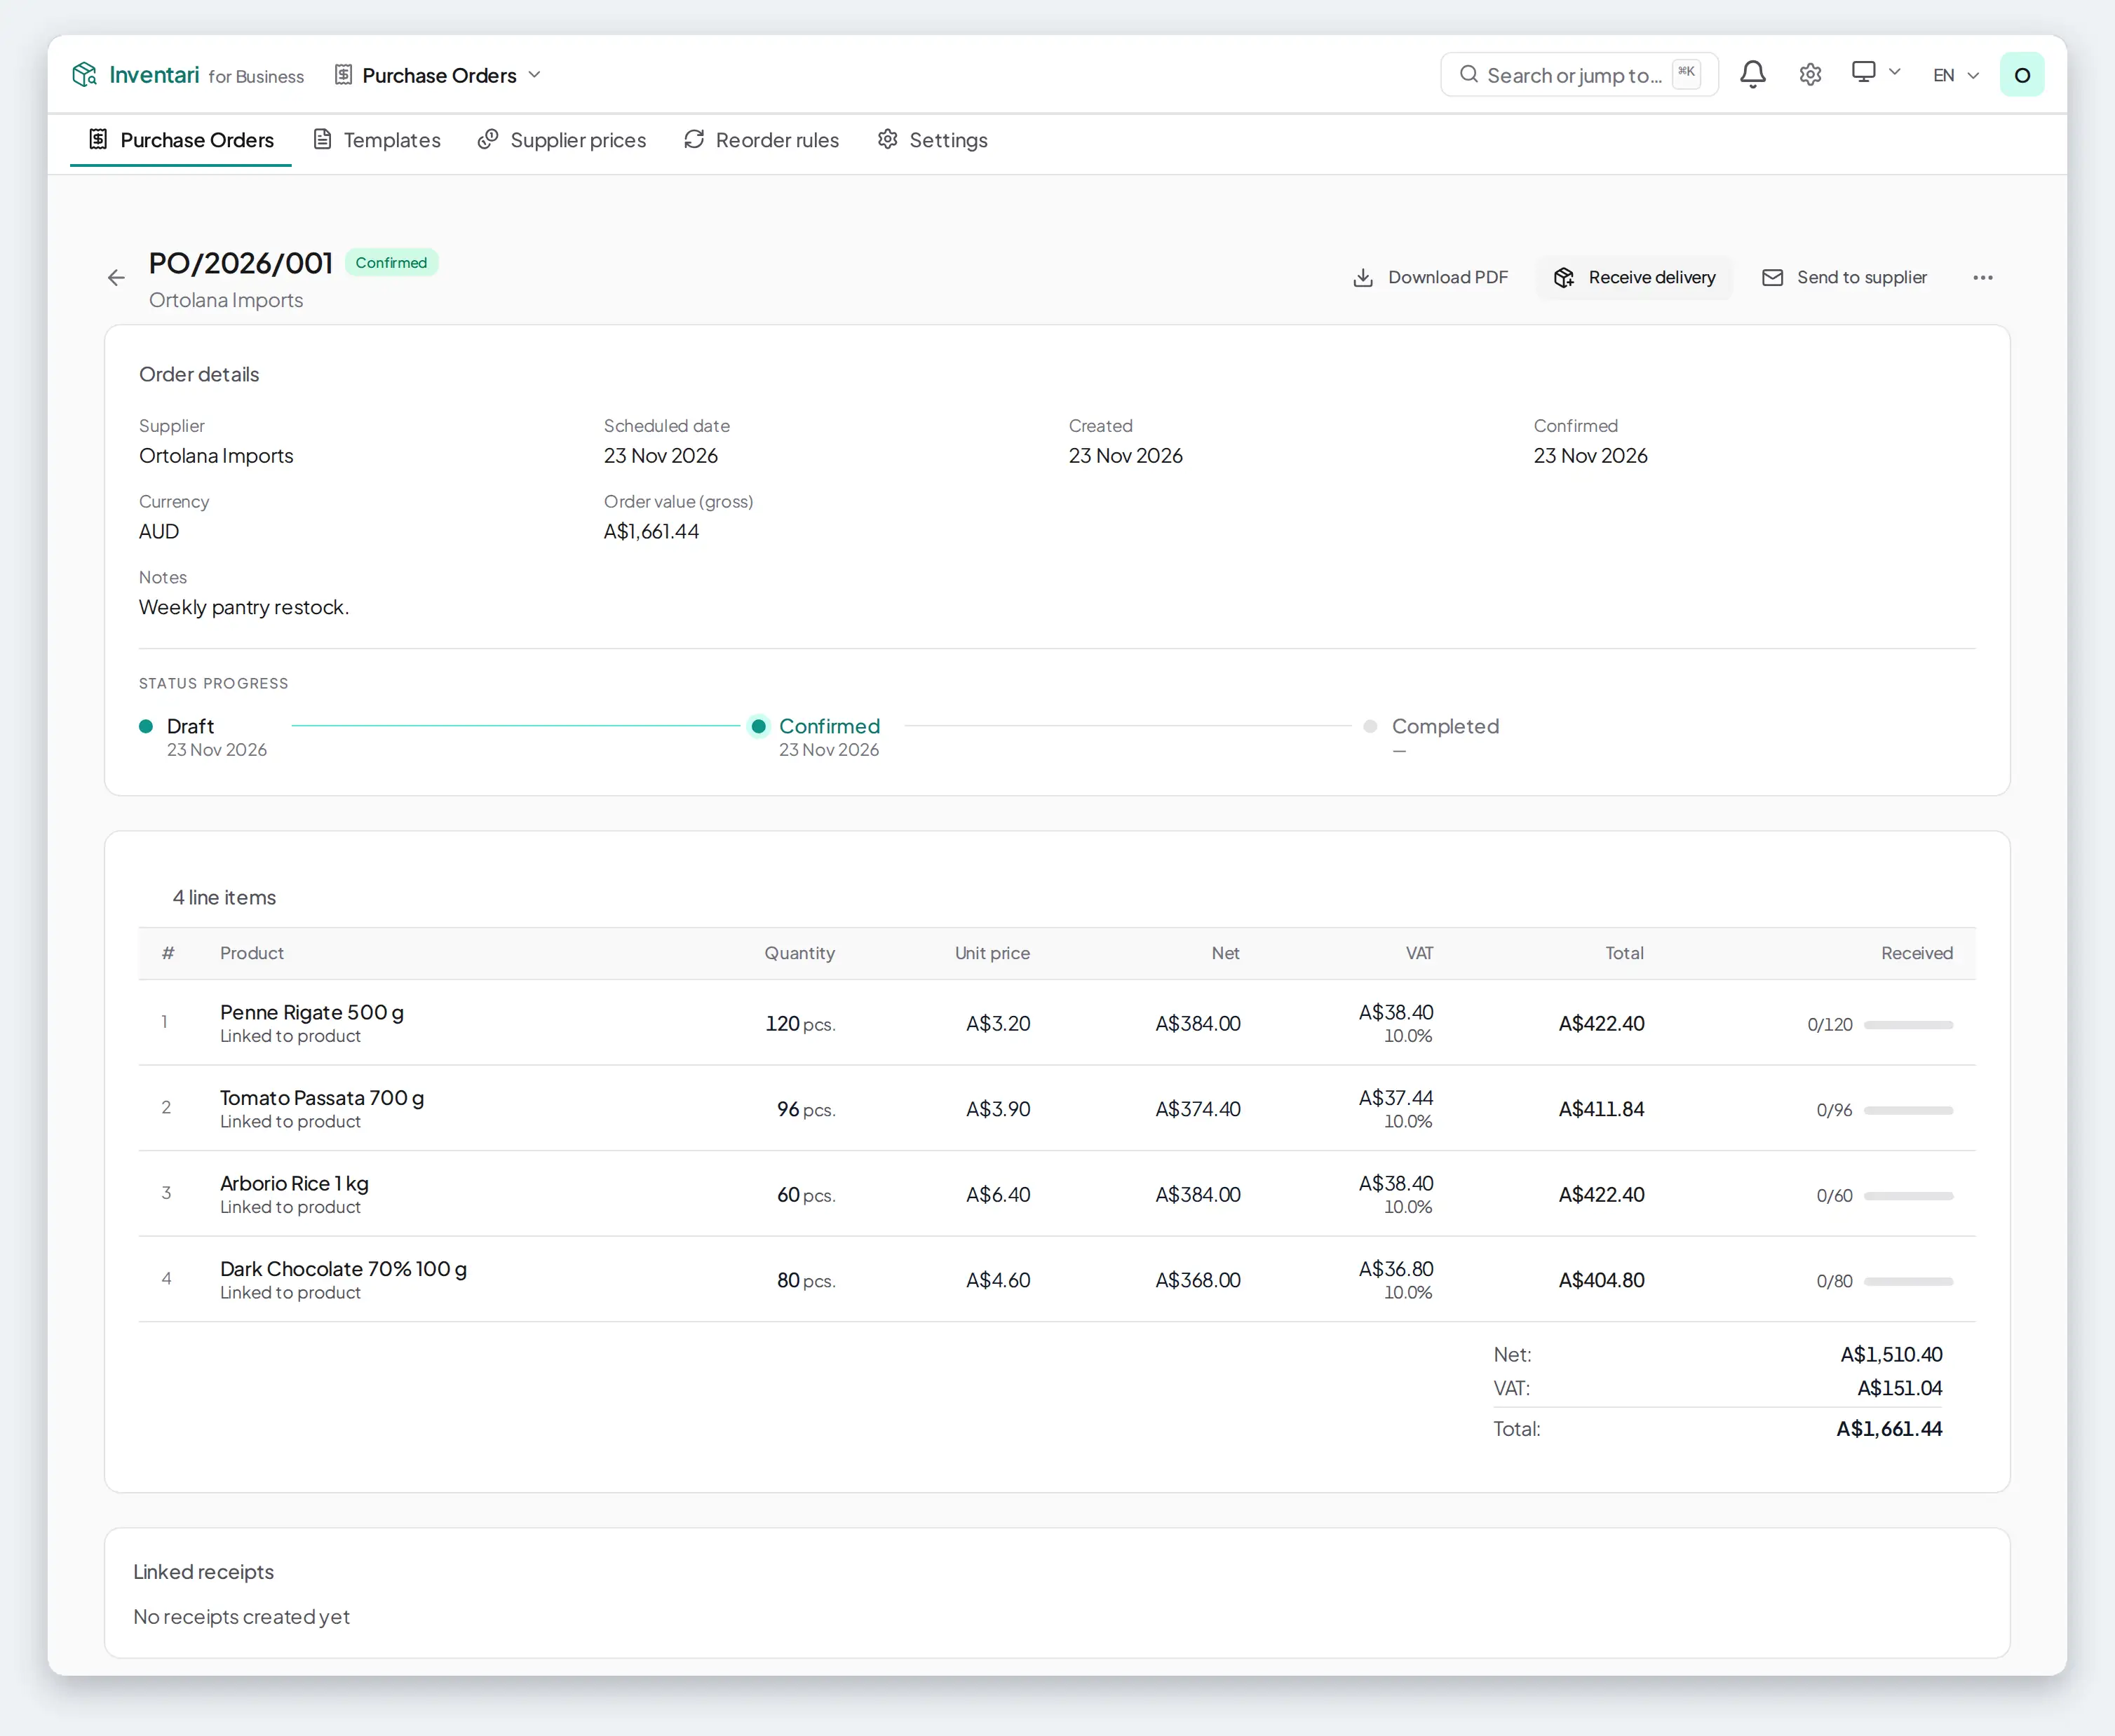 Inventari for Business Purchase Orders Search or jump to... ⌘K EN O
Purchase Orders Templates Supplier prices Reorder rules Settings
PO/2026/001 Confirmed
Ortolana Imports
Download PDF Receive delivery Send to supplier
Order details
Supplier Scheduled date Created Confirmed
Ortolana Imports 23 Nov 2026 23 Nov 2026 23 Nov 2026
Currency Order value (gross)
AUD A$1,661.44
Notes
Weekly pantry restock.
STATUS PROGRESS
Draft Confirmed Completed
23 Nov 2026 23 Nov 2026 —
4 line items
# Product Quantity Unit price Net VAT Total Received
1 Penne Rigate 500 g 120 pcs. A$3.20 A$384.00 A$38.40 A$422.40 0/120
Linked to product 10.0%
2 Tomato Passata 700 g 96 pcs. A$3.90 A$374.40 A$37.44 A$411.84 0/96
Linked to product 10.0%
3 Arborio Rice 1 kg 60 pcs. A$6.40 A$384.00 A$38.40 A$422.40 0/60
Linked to product 10.0%
4 Dark Chocolate 70% 100 g 80 pcs. A$4.60 A$368.00 A$36.80 A$404.80 0/80
Linked to product 10.0%
Net: A$1,510.40
VAT: A$151.04
Total: A$1,661.44
Linked receipts
No receipts created yet